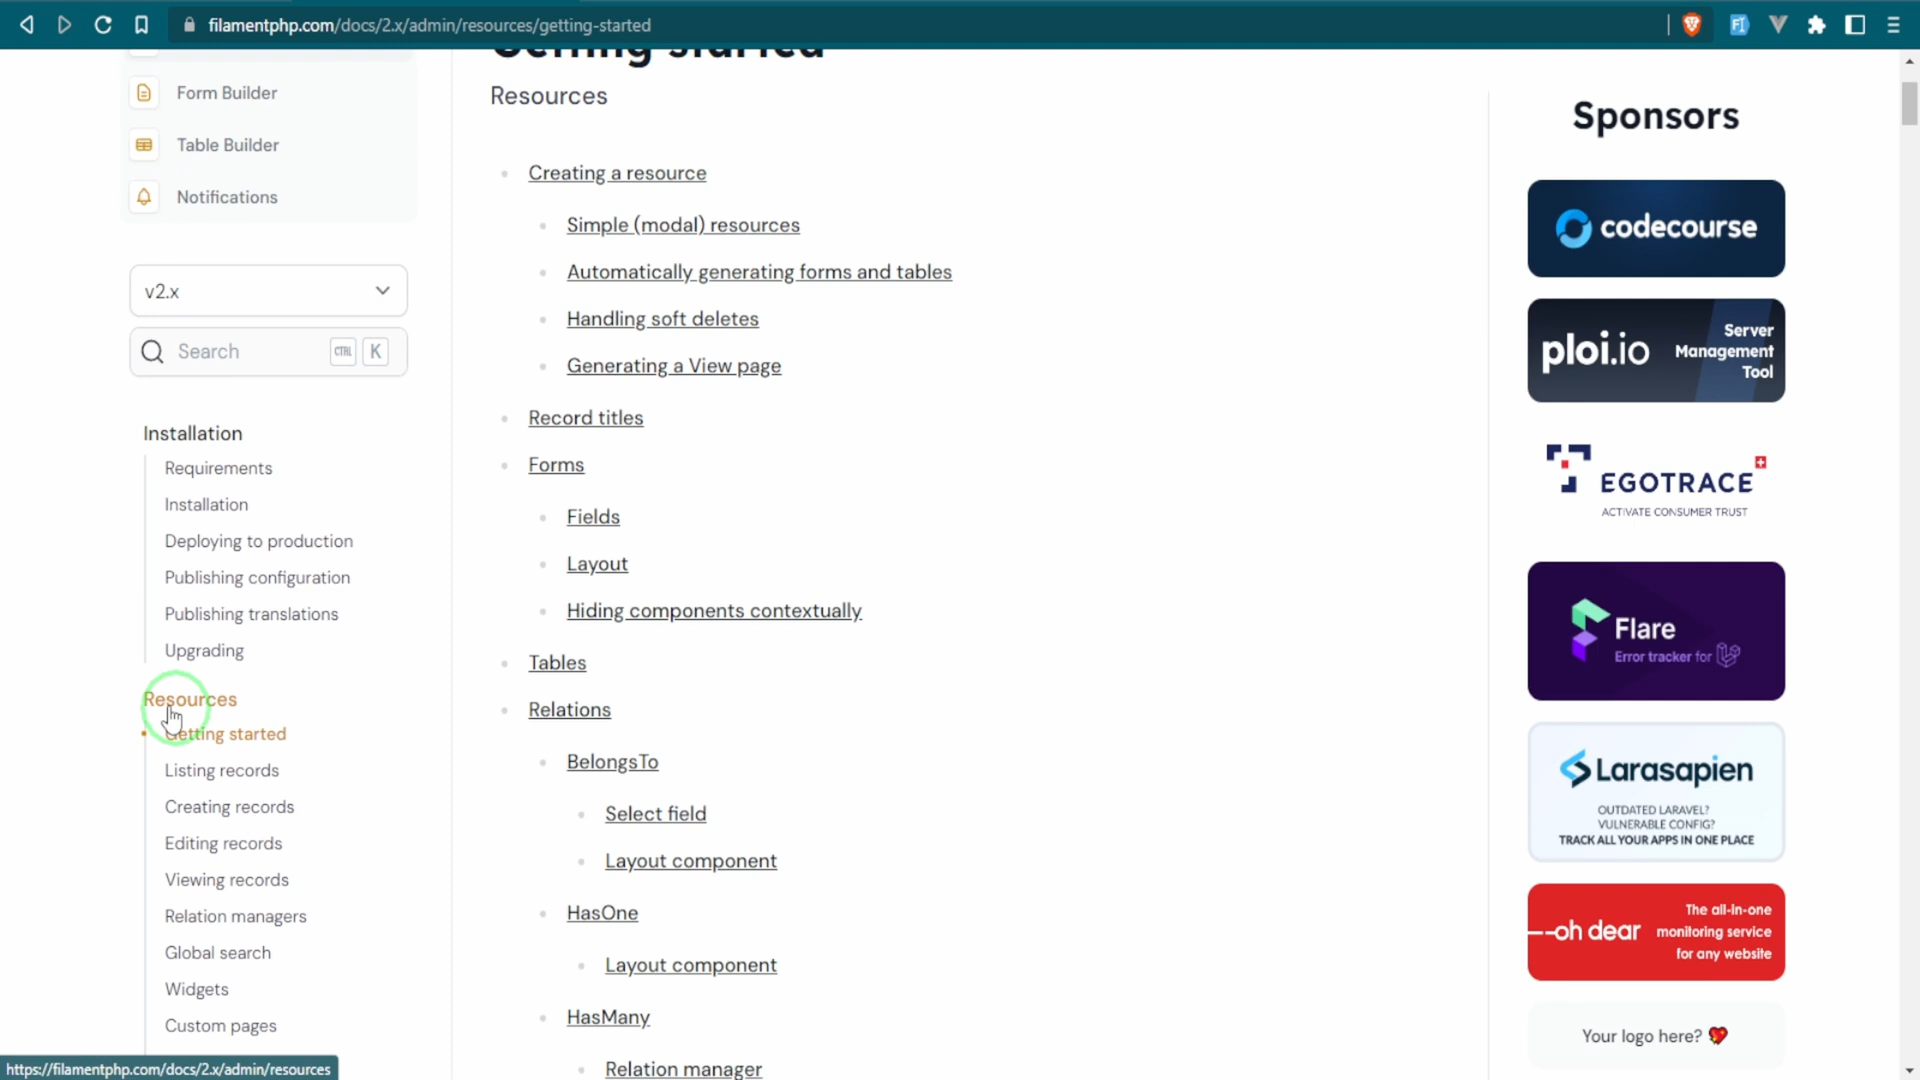 filamentphp.com/docs/2.x/admin/resources/getting-started
Getting started
Form Builder
Table Builder
Notifications
v2.x
Search CTRL K
Installation
Requirements
Installation
Deploying to production
Publishing configuration
Publishing translations
Upgrading
Resources
Getting started
Listing records
Creating records
Editing records
Viewing records
Relation managers
Global search
Widgets
Custom pages
https://filamentphp.com/docs/2.x/admin/resources
Resources
Creating a resource
Simple (modal) resources
Automatically generating forms and tables
Handling soft deletes
Generating a View page
Record titles
Forms
Fields
Layout
Hiding components contextually
Tables
Relations
BelongsTo
Select field
Layout component
HasOne
Layout component
HasMany
Relation manager
Sponsors
codecourse
ploi.io
Server
Management
Tool
EGOTRACE
ACTIVATE CONSUMER TRUST
Flare
Error tracker for
Larasapien
OUTDATED LARAVEL?
VULNERABLE CONFIG?
TRACK ALL YOUR APPS IN ONE PLACE
oh dear
The all-in-one
monitoring service
for any website
Your logo here?